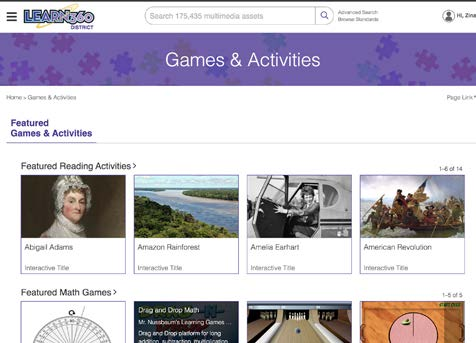 LEARN360
DISTRICT
Search 175,435 multimedia assets
Advanced Search
Browse Standards
Hi, Zina
Games & Activities
Home > Games & Activities
Page Link
Featured
Games & Activities
Featured Reading Activities >
1–6 of 14
Abigail Adams
Interactive Title
Amazon Rainforest
Interactive Title
Amelia Earhart
Interactive Title
American Revolution
Interactive Title
Featured Math Games >
1–5 of 5
Drag and Drop Math
Mr. Nussbaum's Learning Games ...
Drag and Drop platform for long
addition, subtraction, multiplication